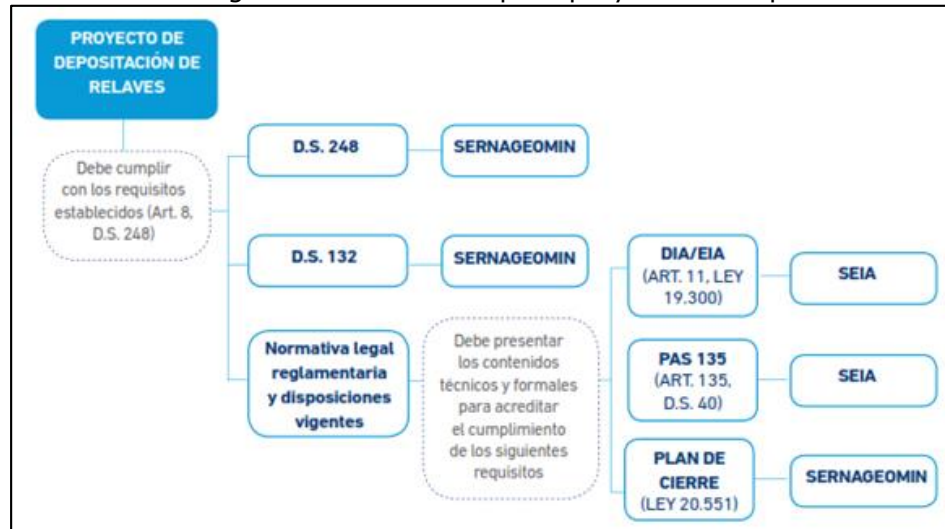 PROYECTO DE
DEPOSITACIÓN DE
RELAVES
Debe cumplir
con los requisitos
establecidos (Art. 8,
D.S. 248)
D.S. 248
SERNAGEOMIN
D.S. 132
SERNAGEOMIN
Normativa legal
reglamentaria
y disposiciones
vigentes
Debe presentar
los contenidos
técnicos y formales
para acreditar
el cumplimiento
de los siguientes
requisitos
DIA/EIA
(ART. 11, LEY
19.300)
SEIA
PAS 135
(ART. 135,
D.S. 40)
SEIA
PLAN DE
CIERRE
(LEY 20.551)
SERNAGEOMIN